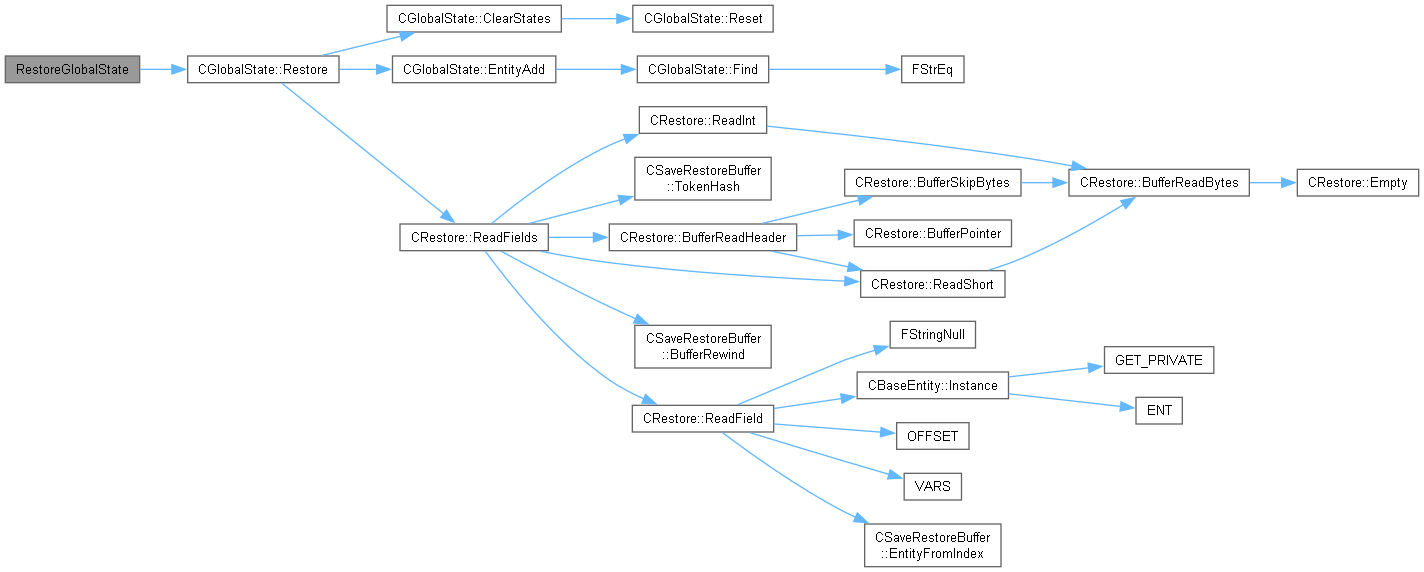 RestoreGlobalState
CGlobalState::Restore
CGlobalState::ClearStates
CGlobalState::Reset
CGlobalState::EntityAdd
CGlobalState::Find
FStrEq
CRestore::ReadFields
CRestore::ReadInt
CSaveRestoreBuffer
::TokenHash
CRestore::BufferReadHeader
CRestore::BufferSkipBytes
CRestore::BufferReadBytes
CRestore::Empty
CRestore::BufferPointer
CRestore::ReadShort
CSaveRestoreBuffer
::BufferRewind
CRestore::ReadField
FStringNull
CBaseEntity::Instance
GET_PRIVATE
ENT
OFFSET
VARS
CSaveRestoreBuffer
::EntityFromIndex